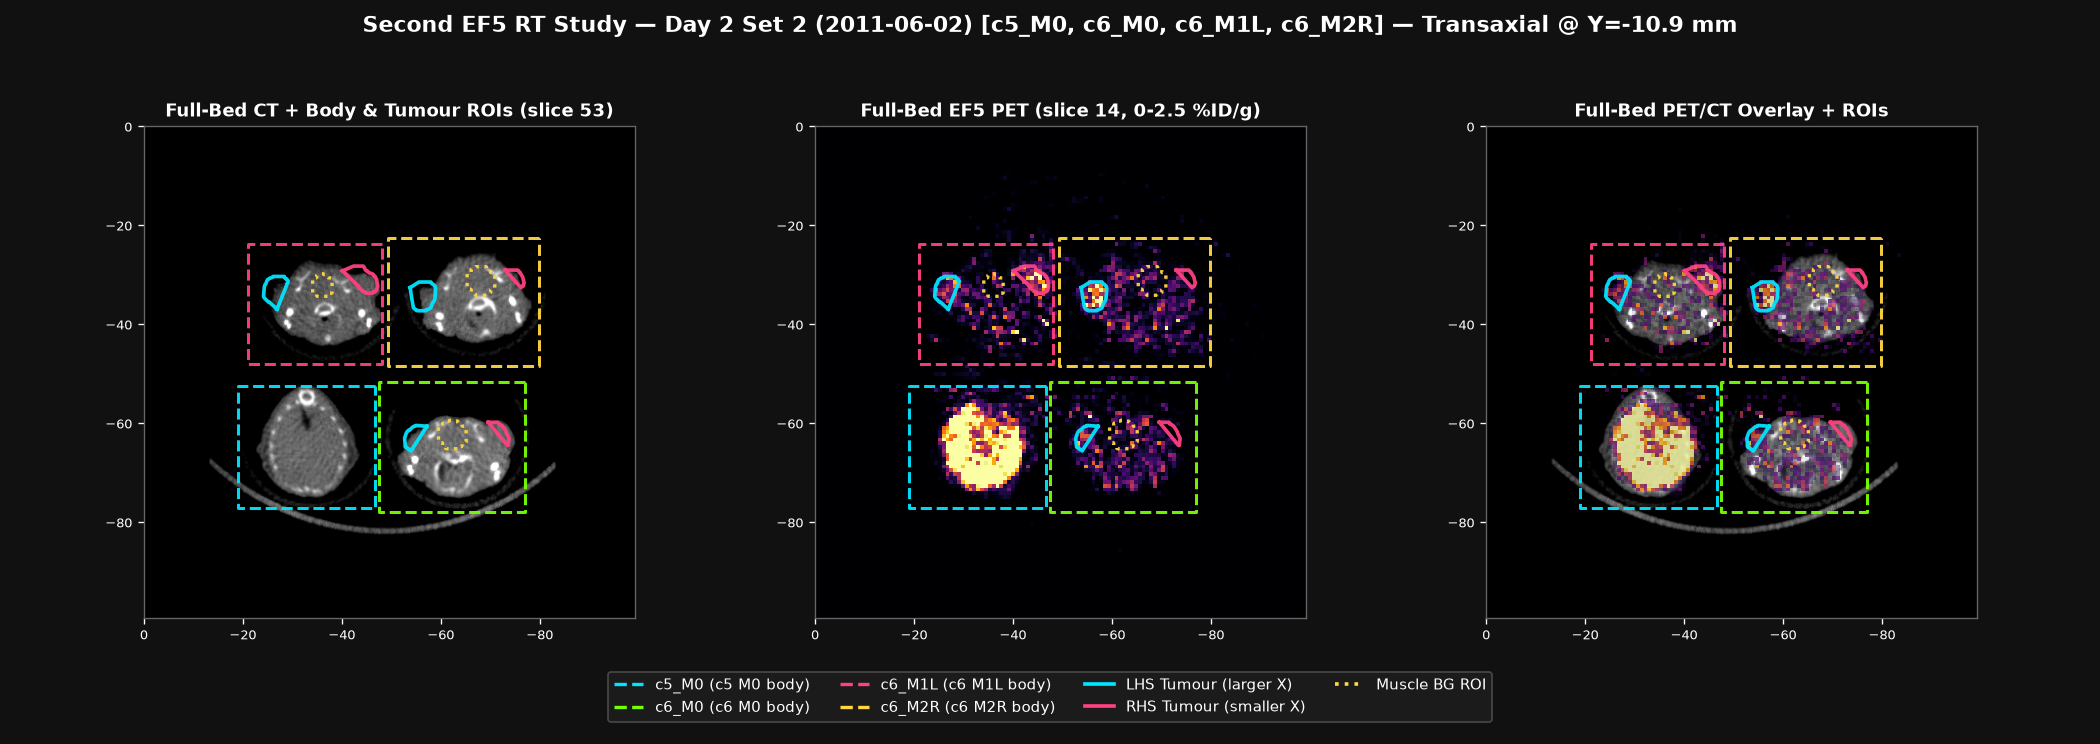 Second EF5 RT Study — Day 2 Set 2 (2011-06-02) [c5_M0, c6_M0, c6_M1L, c6_M2R] — Transaxial @ Y=-10.9 mm
Full-Bed CT + Body & Tumour ROIs (slice 53)
0
−20
−40
−60
−80
0
−20
−40
−60
−80
Full-Bed EF5 PET (slice 14, 0-2.5 %ID/g)
0
−20
−40
−60
−80
0
−20
−40
−60
−80
Full-Bed PET/CT Overlay + ROIs
0
−20
−40
−60
−80
0
−20
−40
−60
−80
c5_M0 (c5 M0 body)
c6_M0 (c6 M0 body)
c6_M1L (c6 M1L body)
c6_M2R (c6 M2R body)
LHS Tumour (larger X)
RHS Tumour (smaller X)
Muscle BG ROI